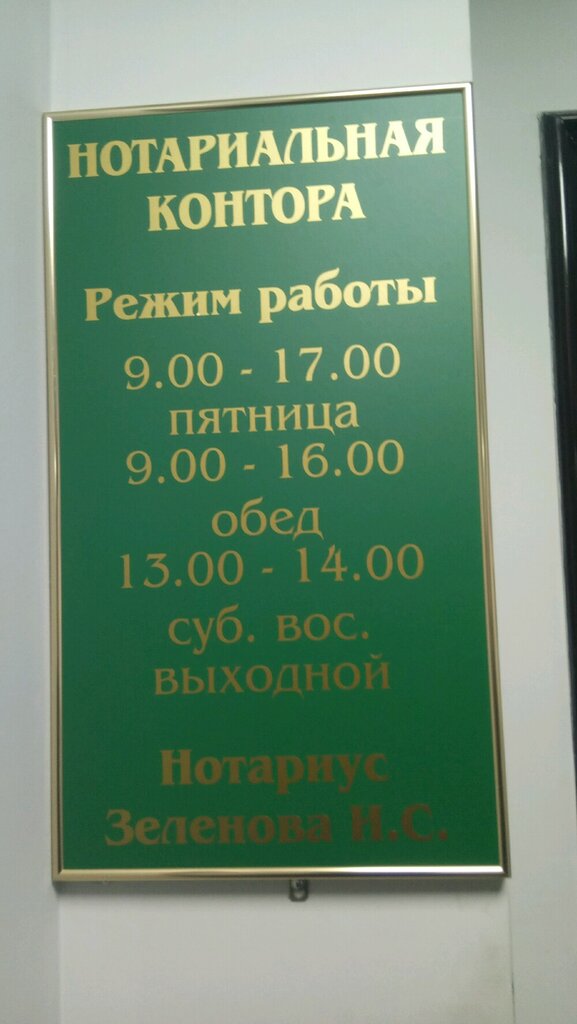 НОТАРИАЛЬНАЯ
КОНТОРА
Режим работы
9.00 - 17.00
пятница
9.00 - 16.00
обед
13.00 - 14.00
суб. вос.
выходной
Нотариус
Зеленова И.С.